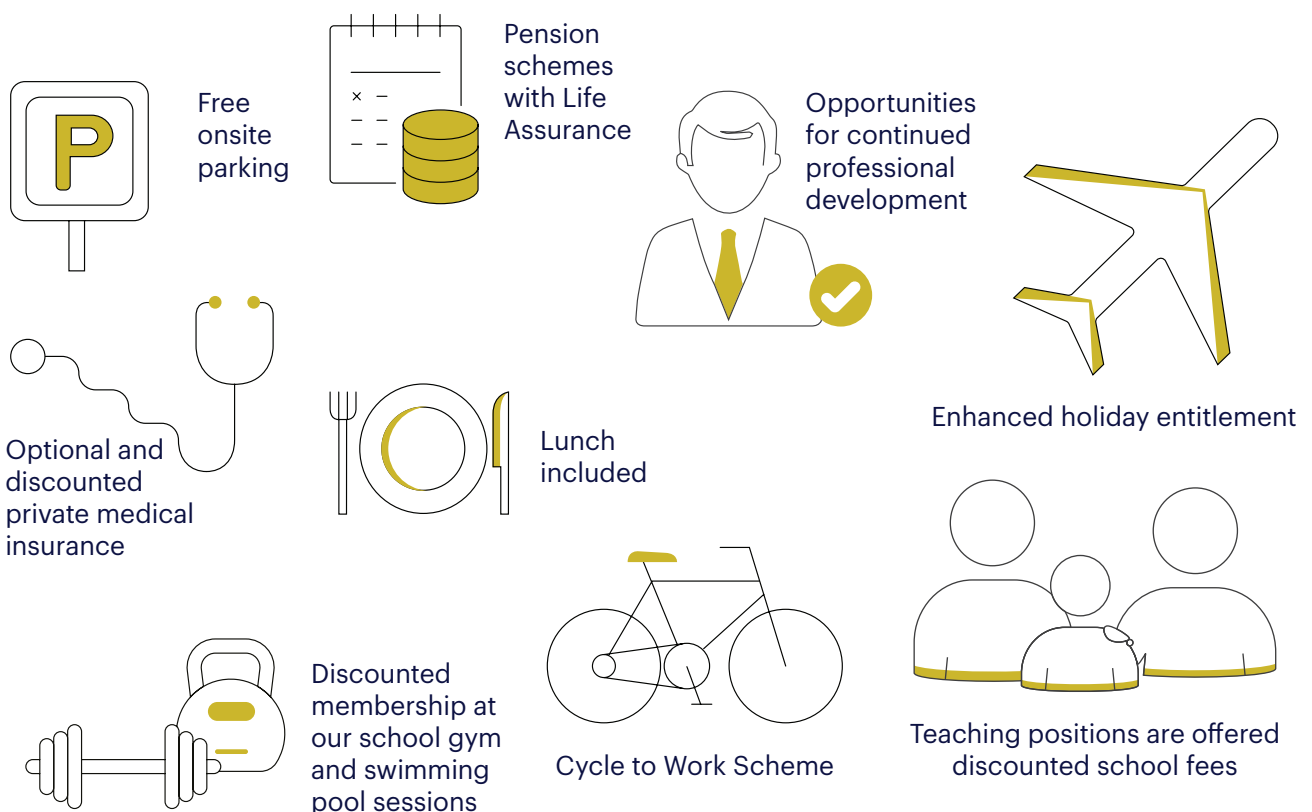 P
Free
onsite
parking
Pension
schemes
with Life
Assurance
Opportunities
for continued
professional
development
Enhanced holiday entitlement
Optional and
discounted
private medical
insurance
Lunch
included
Discounted
membership at
our school gym
and swimming
pool sessions
Cycle to Work Scheme
Teaching positions are offered
discounted school fees